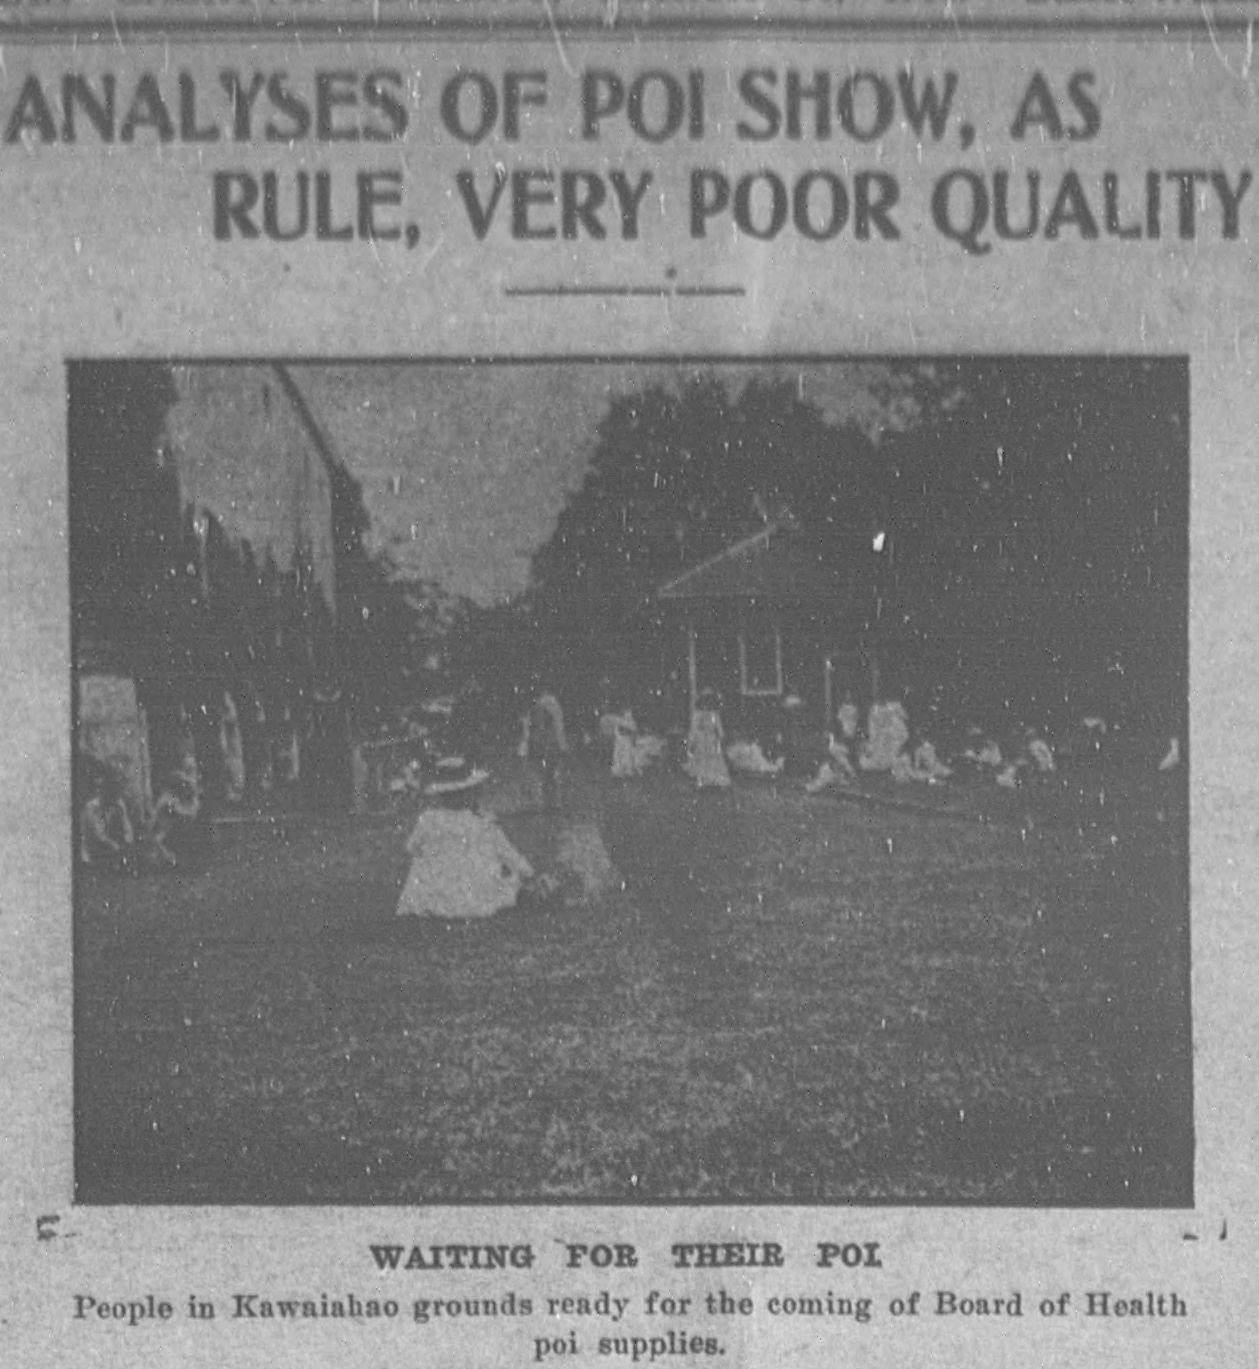 ANALYSES OF POI SHOW, AS
RULE, VERY POOR QUALITY
WAITING FOR THEIR POI.
People in Kawaiahao grounds ready for the coming of Board of Health
poi supplies.